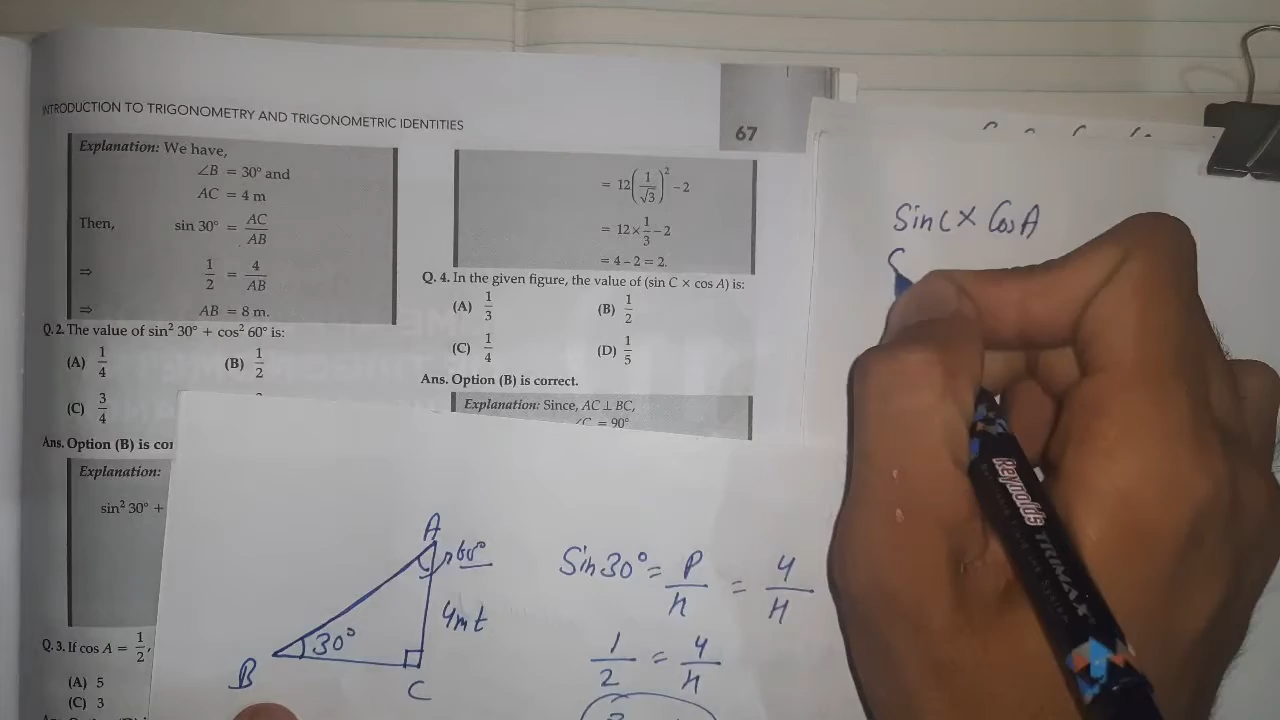 INTRODUCTION TO TRIGONOMETRY AND TRIGONOMETRIC IDENTITIES
67
Explanation: We have,
∠B = 30° and
AC = 4 m
Then, sin 30° = AC/AB
⇒ 1/2 = 4/AB
⇒ AB = 8 m.
Q. 2. The value of sin² 30° + cos² 60° is:
(A) 1/4 (B) 1/2
(C) 3/4
Ans. Option (B) is
Explanation:
sin² 30° +
Q. 3. If cos A = 1/2,
(A) 5
(C) 3
= 12(1/√3)² – 2
= 12 × 1/3 – 2
= 4 – 2 = 2.
Q. 4. In the given figure, the value of (sin C × cos A) is:
(A) 1/3 (B) 1/2
(C) 1/4 (D) 1/5
Ans. Option (B) is correct.
Explanation: Since, AC ⊥ BC,
∠C = 90°
Sin C × Cos A
A
60°
4mt
30°
B
C
Sin 30° = P/h = 4/H
1/2 = 4/h
Reynolds TRIMAX